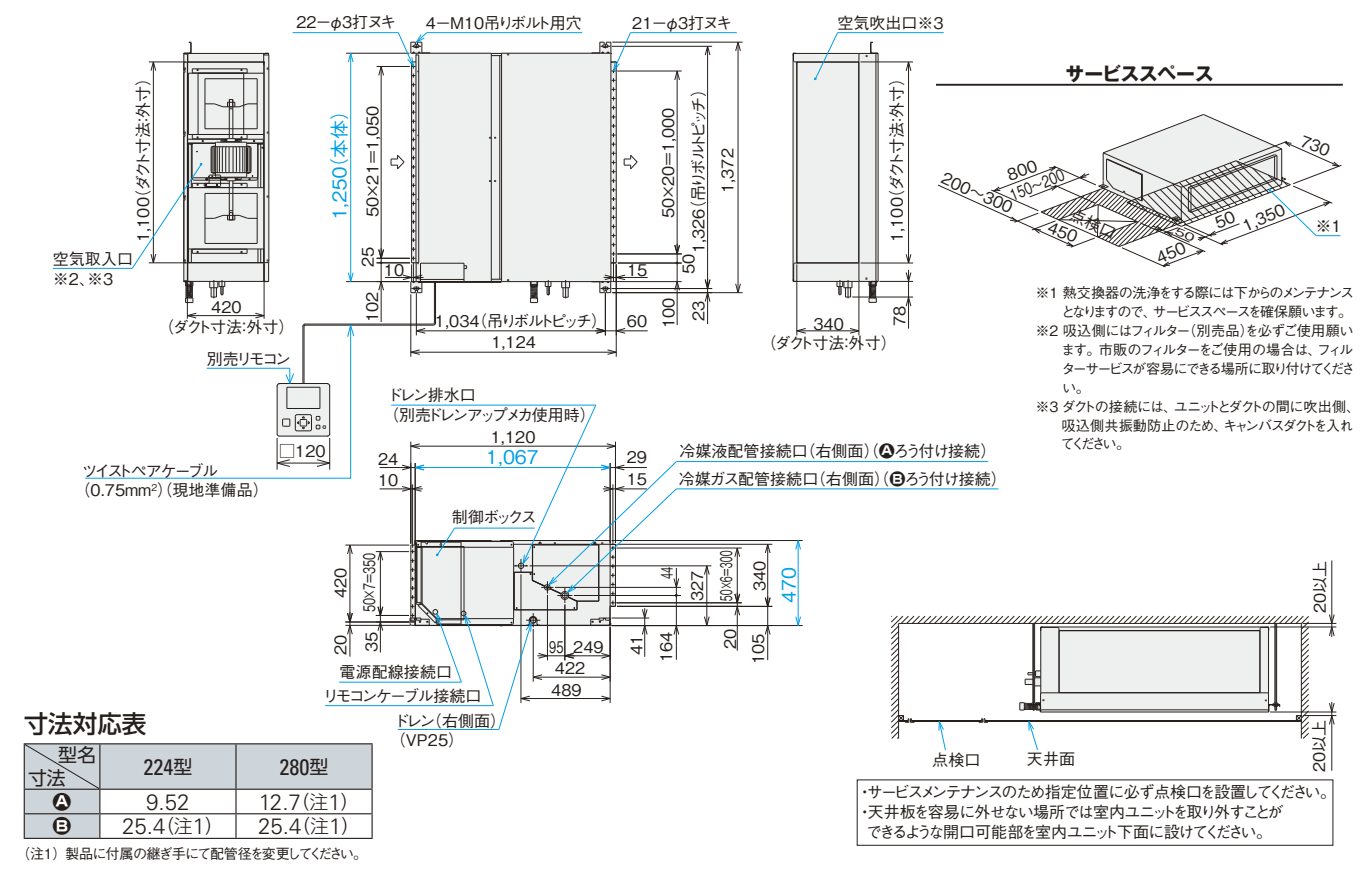 22−φ3打ヌキ
4−M10吊りボルト用穴
21−φ3打ヌキ
空気吹出口※3
1,100(ダクト寸法:外寸)
空気取入口
※2、※3
420
(ダクト寸法:外寸)
1,250(本体)
50×21=1,050
25
10
102
50×20=1,000
1,326(吊りボルトピッチ)
1,372
50
15
100
23
1,034(吊りボルトピッチ)
60
1,124
1,100(ダクト寸法:外寸)
78
340
(ダクト寸法:外寸)
別売リモコン
□120
ツイストペアケーブル
(0.75mm²)(現地準備品)
サービススペース
730
800
150~200
200~300
点検口
450
50
450
50
1,350
※1
※1 熱交換器の洗浄をする際には下からのメンテナンス
となりますので、サービススペースを確保願います。
※2 吸込側にはフィルター(別売品)を必ずご使用願い
ます。市販のフィルターをご使用の場合は、フィル
ターサービスが容易にできる場所に取り付けてくださ
い。
※3 ダクトの接続には、ユニットとダクトの間に吹出側、
吸込側共振動防止のため、キャンバスダクトを入れ
てください。
ドレン排水口
(別売ドレンアップメカ使用時)
1,120
24
1,067
29
10
15
冷媒液配管接続口(右側面)(Aろう付け接続)
冷媒ガス配管接続口(右側面)(Bろう付け接続)
制御ボックス
420
50×7=350
20
35
44
327
50×6=300
340
470
95
249
41
164
20
105
422
489
電源配線接続口
リモコンケーブル接続口
ドレン(右側面)
(VP25)
20以上
20以上
点検口
天井面
・サービスメンテナンスのため指定位置に必ず点検口を設置してください。
・天井板を容易に外せない場所では室内ユニットを取り外すことが
できるような開口可能部を室内ユニット下面に設けてください。
寸法対応表
型名 寸法 224型 280型
A 9.52 12.7(注1)
B 25.4(注1) 25.4(注1)
(注1) 製品に付属の継ぎ手にて配管径を変更してください。